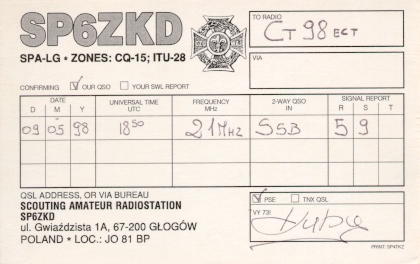 SP6ZKD
SPA-LG * ZONES: CQ-15; ITU-28
TO RADIO
CT98ECT
VIA
CONFIRMING OUR QSO YOUR SWL REPORT
DATE UNIVERSAL TIME FREQUENCY 2-WAY QSO SIGNAL REPORT
D M Y UTC MHz IN R S T
09 05 98 18 50 21 MHz SSB 5 9
QSL ADDRESS, OR VIA BUREAU
SCOUTING AMATEUR RADIOSTATION
SP6ZKD
ul. Gwiaździsta 1A, 67-200 GŁOGÓW
POLAND * LOC.: JO 81 BP
PSE TNX QSL
VY 73!
PRINT: SP4TKZ